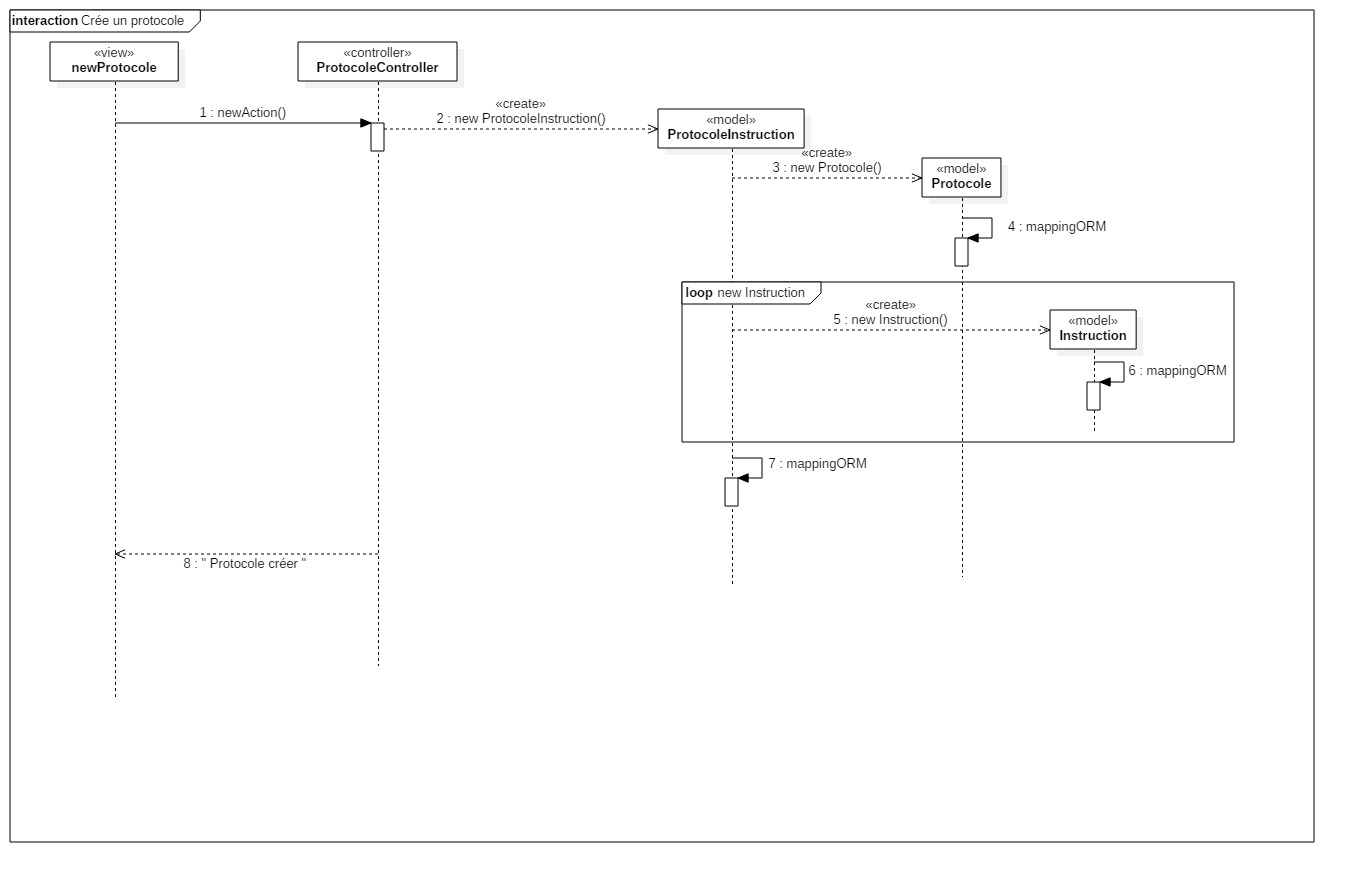 interaction Crée un protocole
«view»
newProtocole
«controller»
ProtocoleController
1 : newAction()
«create»
2 : new ProtocoleInstruction()
«model»
ProtocoleInstruction
«create»
3 : new Protocole()
«model»
Protocole
4 : mappingORM
loop new Instruction
«create»
5 : new Instruction()
«model»
Instruction
6 : mappingORM
7 : mappingORM
8 : " Protocole créer "